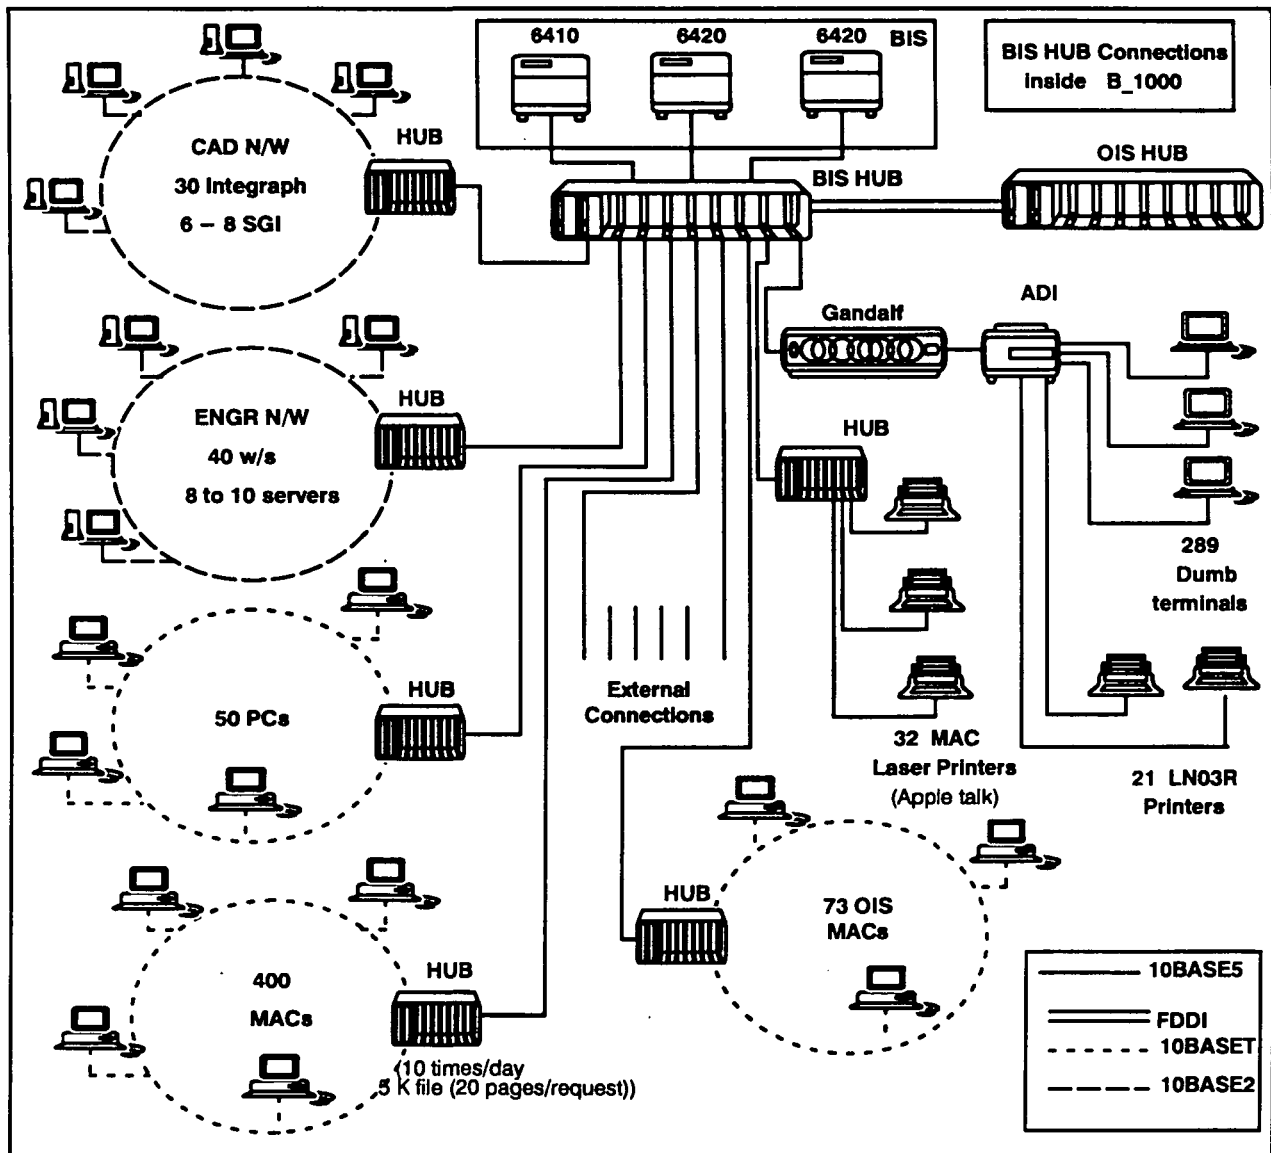 6410
6420
6420
BIS
BIS HUB Connections
inside B_1000
CAD N/W
30 Integraph
6 – 8 SGI
HUB
BIS HUB
OIS HUB
ENGR N/W
40 w/s
8 to 10 servers
HUB
Gandalf
ADI
HUB
289
Dumb
terminals
50 PCs
HUB
External
Connections
32 MAC
Laser Printers
(Apple talk)
21 LN03R
Printers
400
MACs
HUB
(10 times/day
5 K file (20 pages/request))
HUB
73 OIS
MACs
10BASE5
FDDI
10BASET
10BASE2